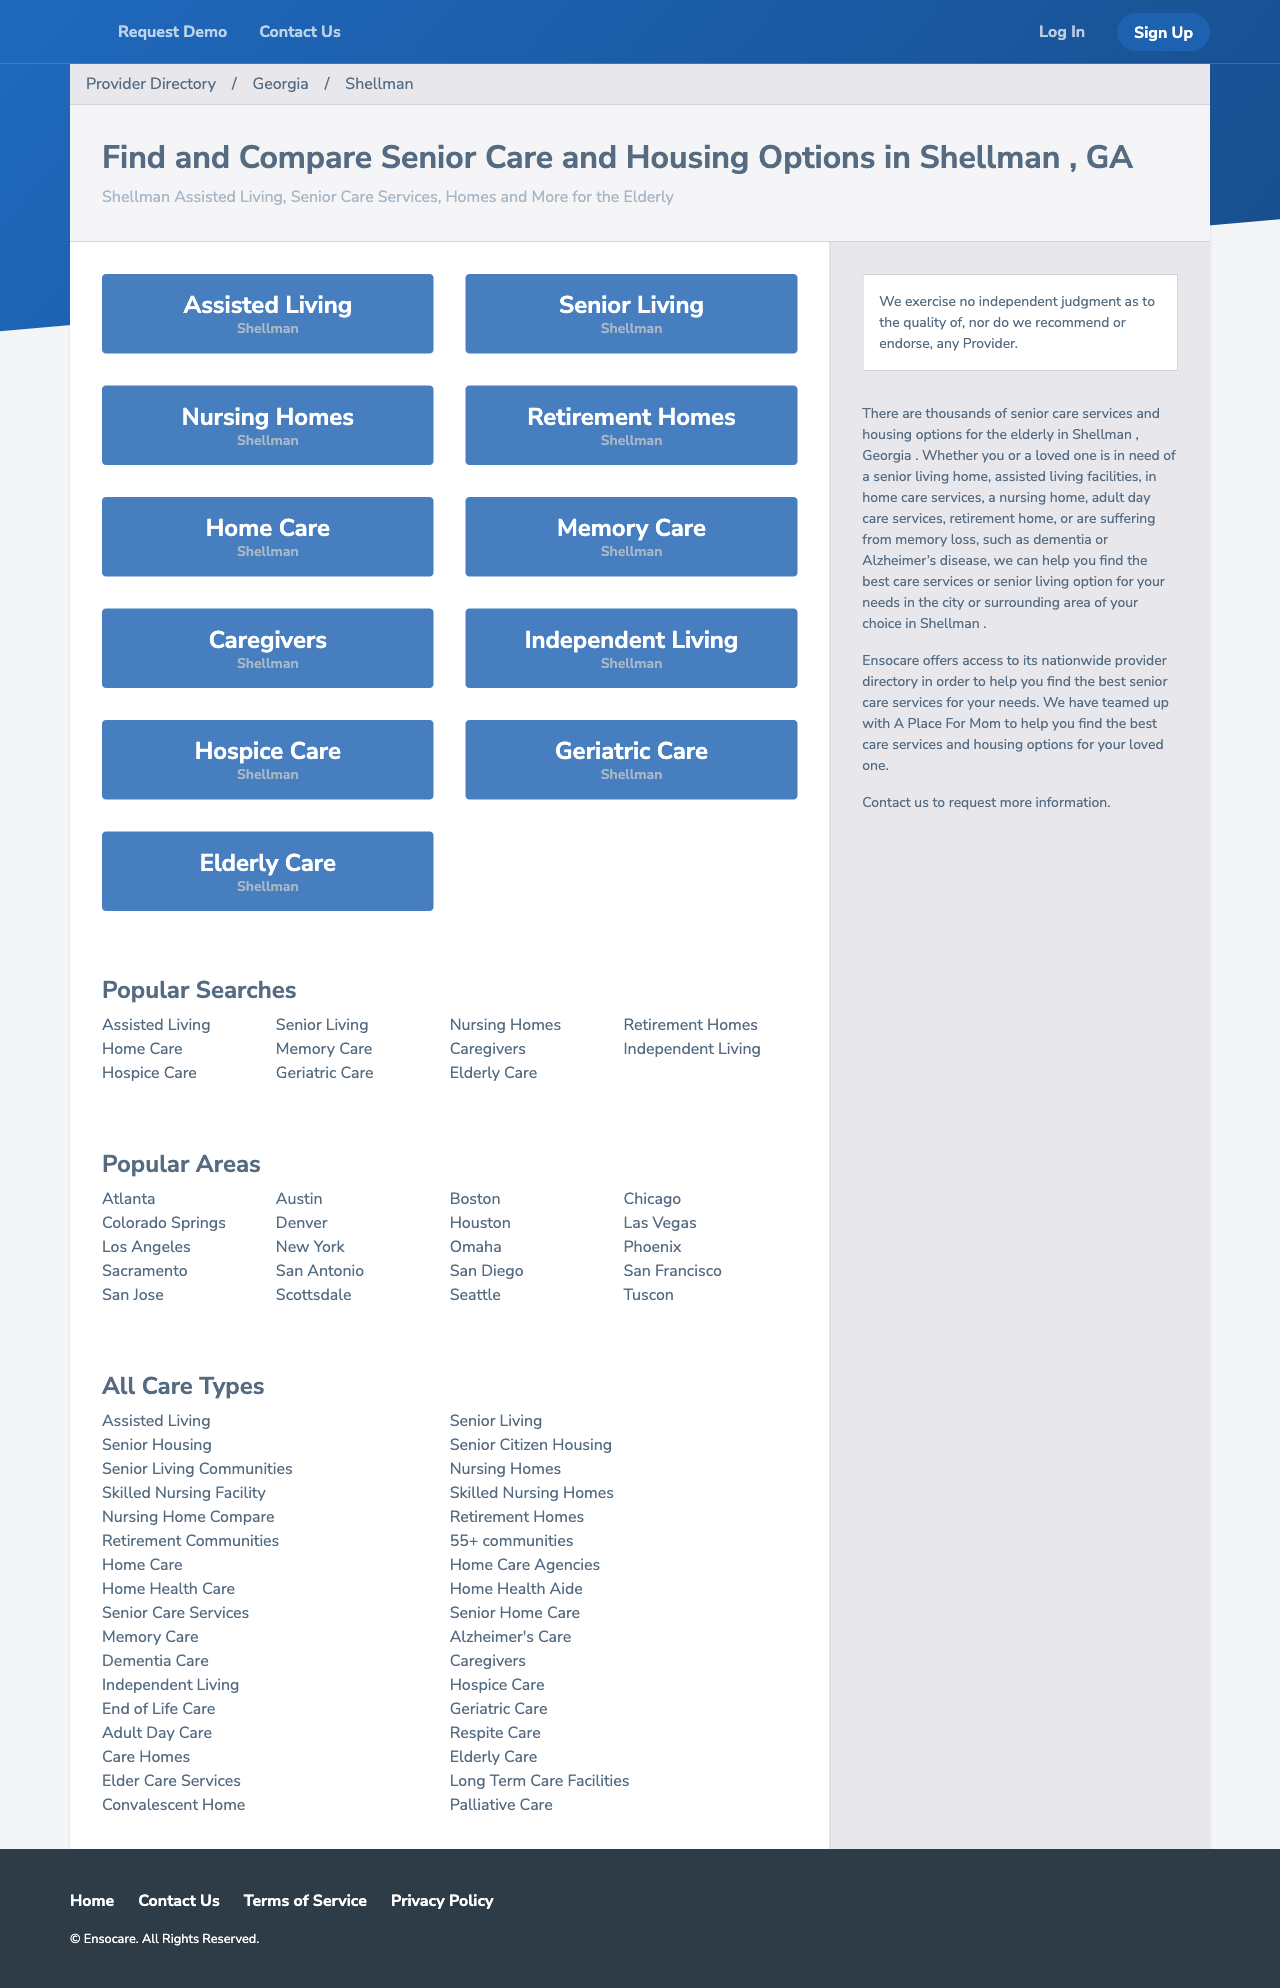 Request Demo Contact Us Log In Sign Up
Provider Directory / Georgia / Shellman
Find and Compare Senior Care and Housing Options in Shellman , GA
Shellman Assisted Living, Senior Care Services, Homes and More for the Elderly
Assisted Living
Shellman
Senior Living
Shellman
Nursing Homes
Shellman
Retirement Homes
Shellman
Home Care
Shellman
Memory Care
Shellman
Caregivers
Shellman
Independent Living
Shellman
Hospice Care
Shellman
Geriatric Care
Shellman
Elderly Care
Shellman
Popular Searches
Assisted Living Senior Living Nursing Homes Retirement Homes
Home Care Memory Care Caregivers Independent Living
Hospice Care Geriatric Care Elderly Care
Popular Areas
Atlanta Austin Boston Chicago
Colorado Springs Denver Houston Las Vegas
Los Angeles New York Omaha Phoenix
Sacramento San Antonio San Diego San Francisco
San Jose Scottsdale Seattle Tuscon
All Care Types
Assisted Living Senior Living
Senior Housing Senior Citizen Housing
Senior Living Communities Nursing Homes
Skilled Nursing Facility Skilled Nursing Homes
Nursing Home Compare Retirement Homes
Retirement Communities 55+ communities
Home Care Home Care Agencies
Home Health Care Home Health Aide
Senior Care Services Senior Home Care
Memory Care Alzheimer's Care
Dementia Care Caregivers
Independent Living Hospice Care
End of Life Care Geriatric Care
Adult Day Care Respite Care
Care Homes Elderly Care
Elder Care Services Long Term Care Facilities
Convalescent Home Palliative Care
We exercise no independent judgment as to
the quality of, nor do we recommend or
endorse, any Provider.
There are thousands of senior care services and
housing options for the elderly in Shellman ,
Georgia . Whether you or a loved one is in need of
a senior living home, assisted living facilities, in
home care services, a nursing home, adult day
care services, retirement home, or are suffering
from memory loss, such as dementia or
Alzheimer’s disease, we can help you find the
best care services or senior living option for your
needs in the city or surrounding area of your
choice in Shellman .
Ensocare offers access to its nationwide provider
directory in order to help you find the best senior
care services for your needs. We have teamed up
with A Place For Mom to help you find the best
care services and housing options for your loved
one.
Contact us to request more information.
Home Contact Us Terms of Service Privacy Policy
© Ensocare. All Rights Reserved.